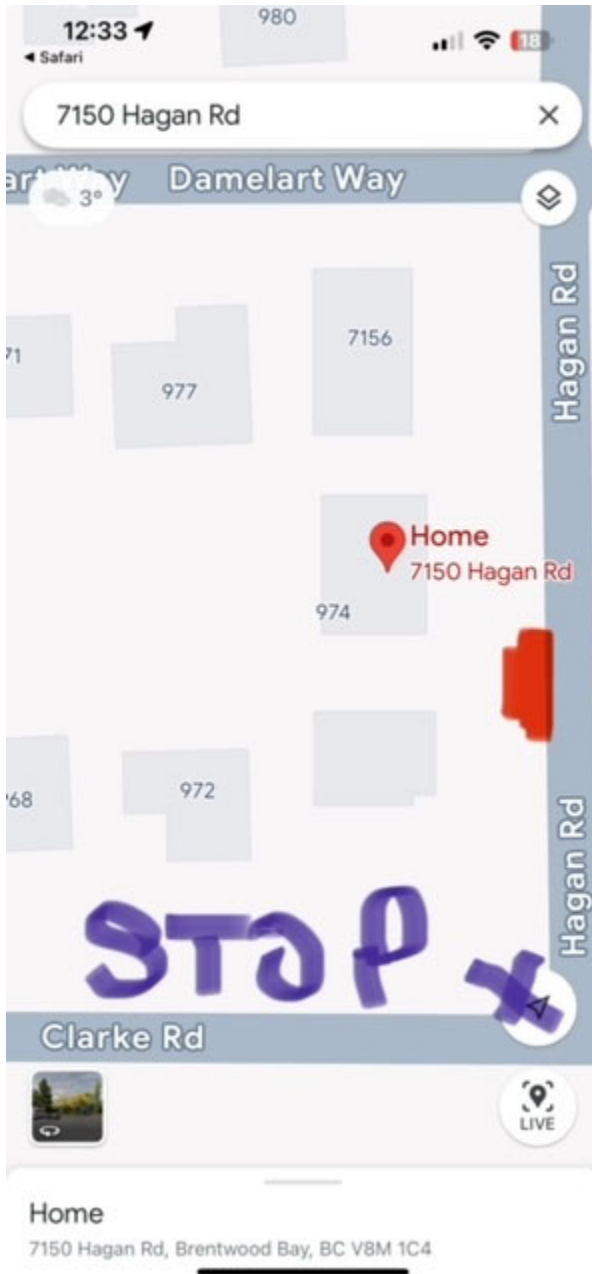 980
12:33
18
◄ Safari
7150 Hagan Rd
Damelart Way
3°
Hagan Rd
7156
71
977
Home
7150 Hagan Rd
974
972
Hagan Rd
STOP X
Clarke Rd
LIVE
Home
7150 Hagan Rd, Brentwood Bay, BC V8M 1C4